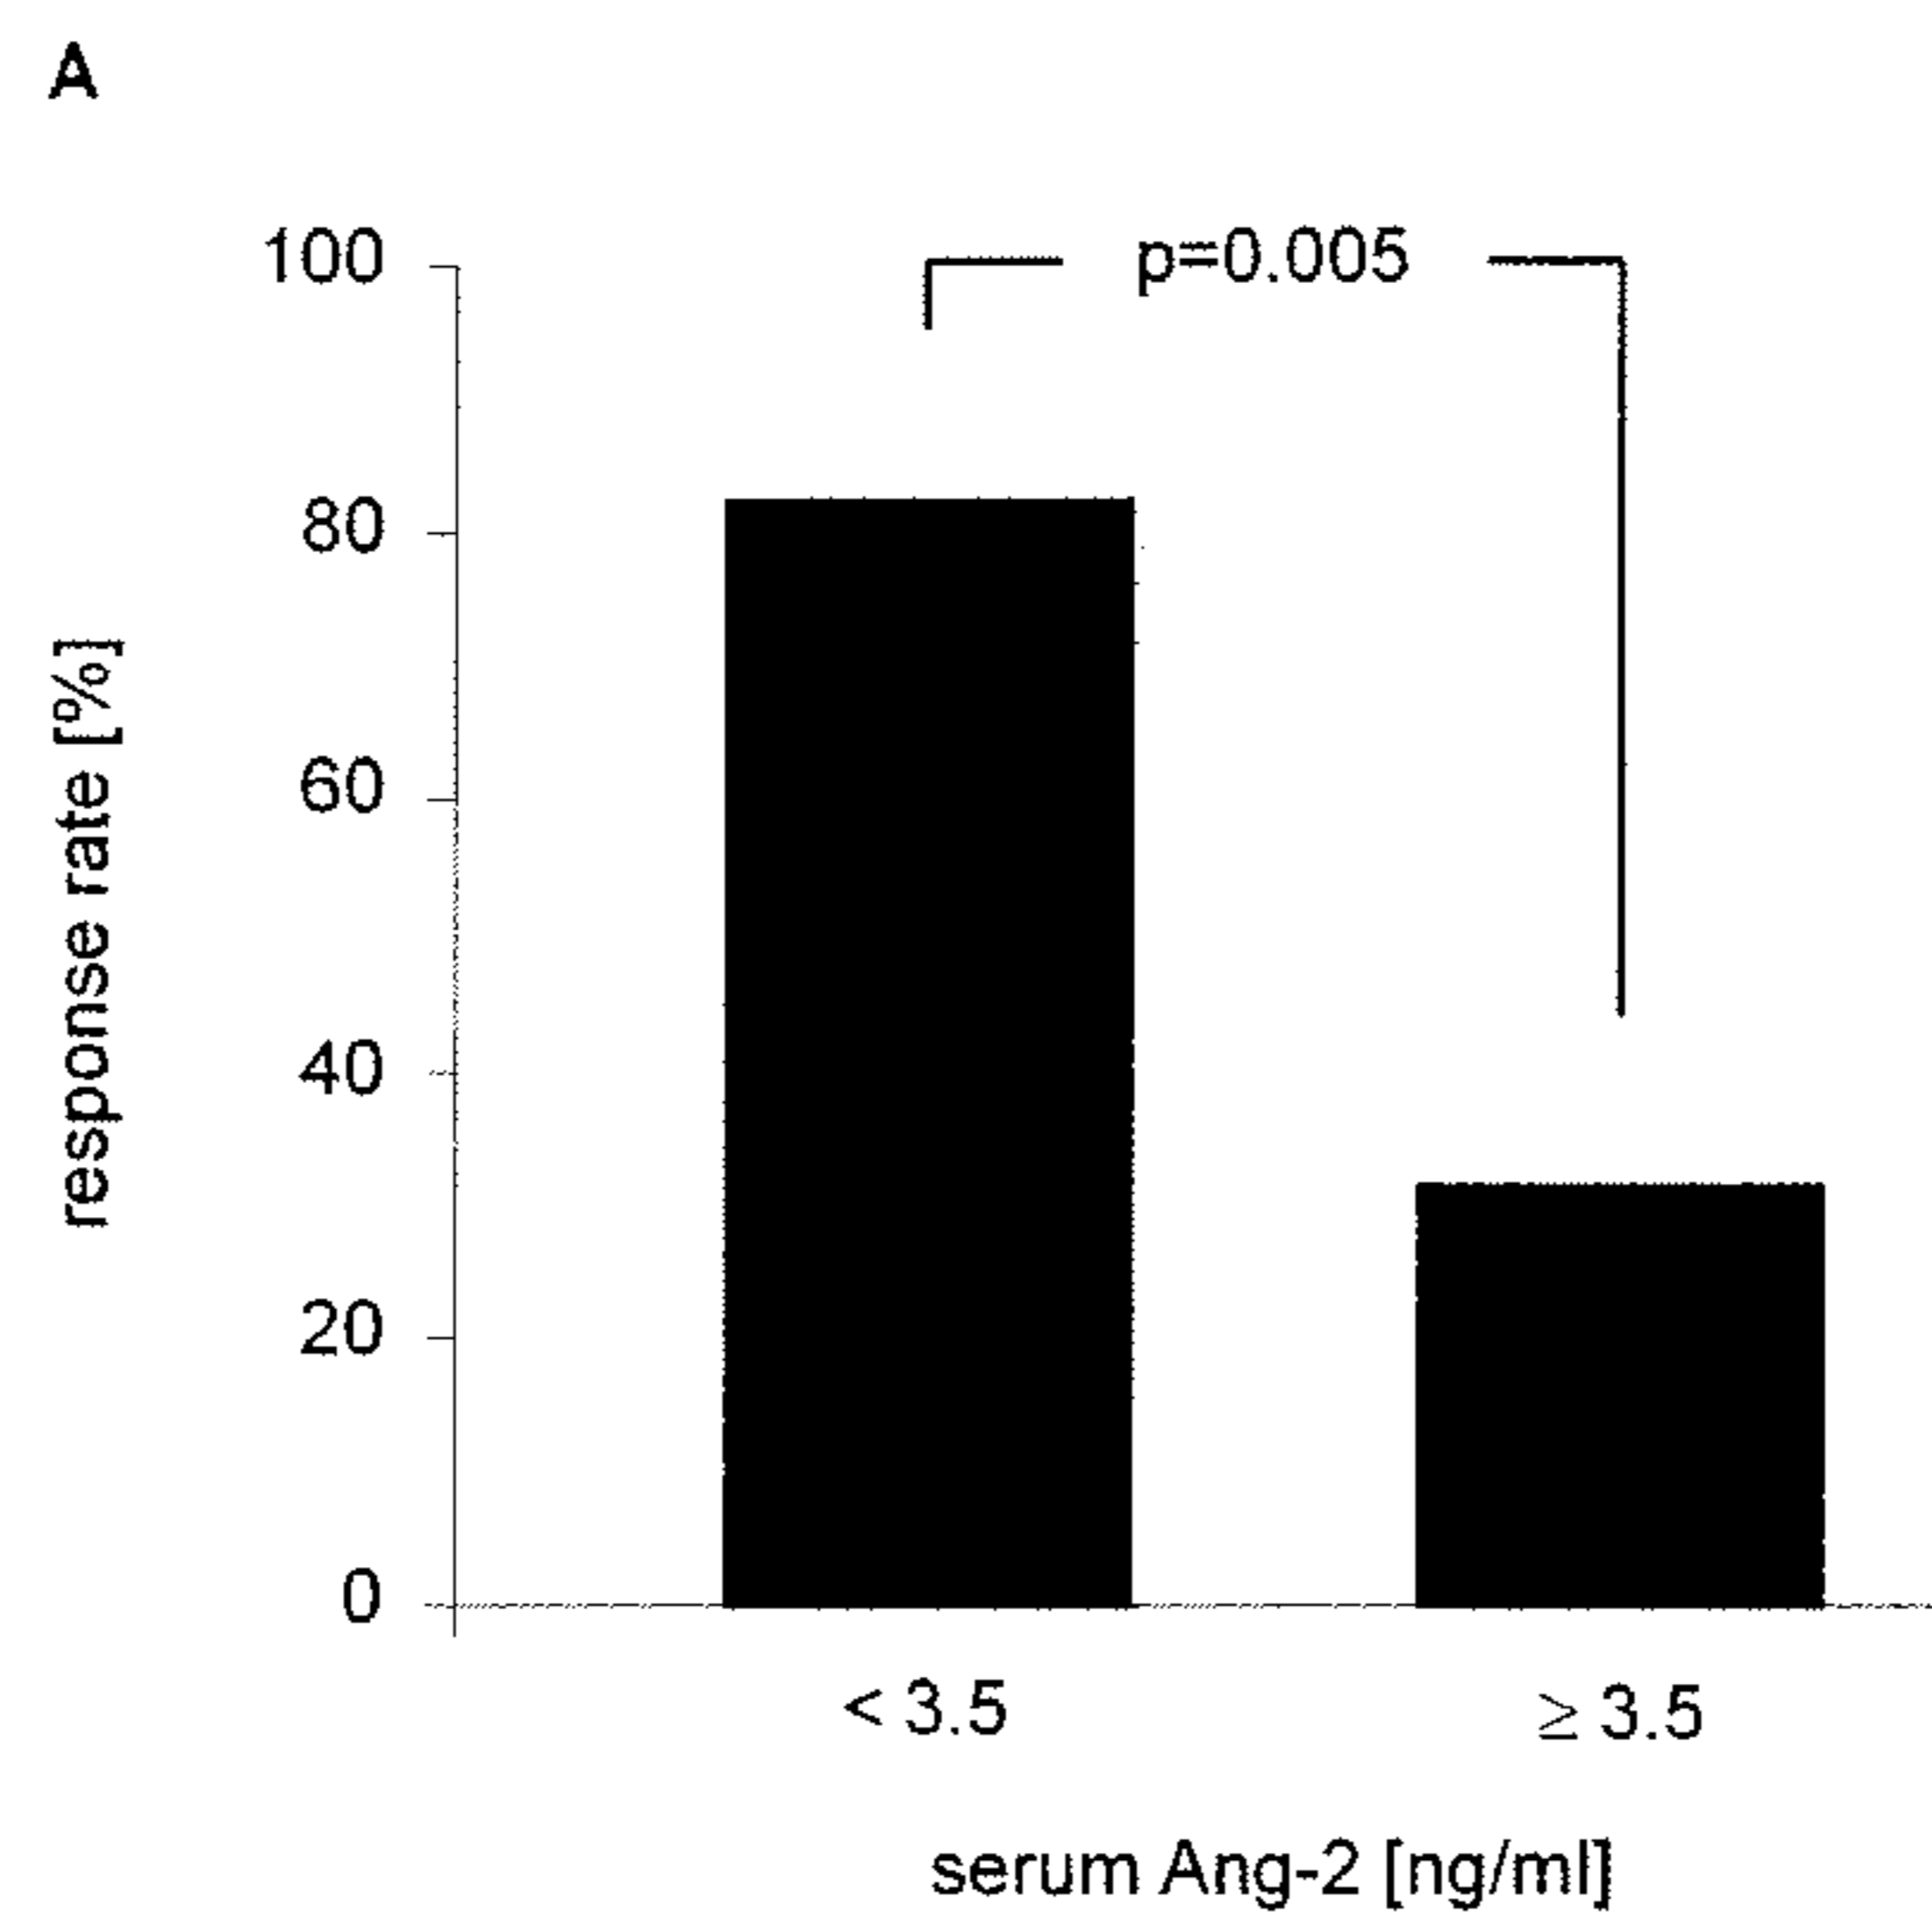 A
100
p=0.005
80
60
40
20
0
response rate [%]
< 3.5
≥ 3.5
serum Ang-2 [ng/ml]